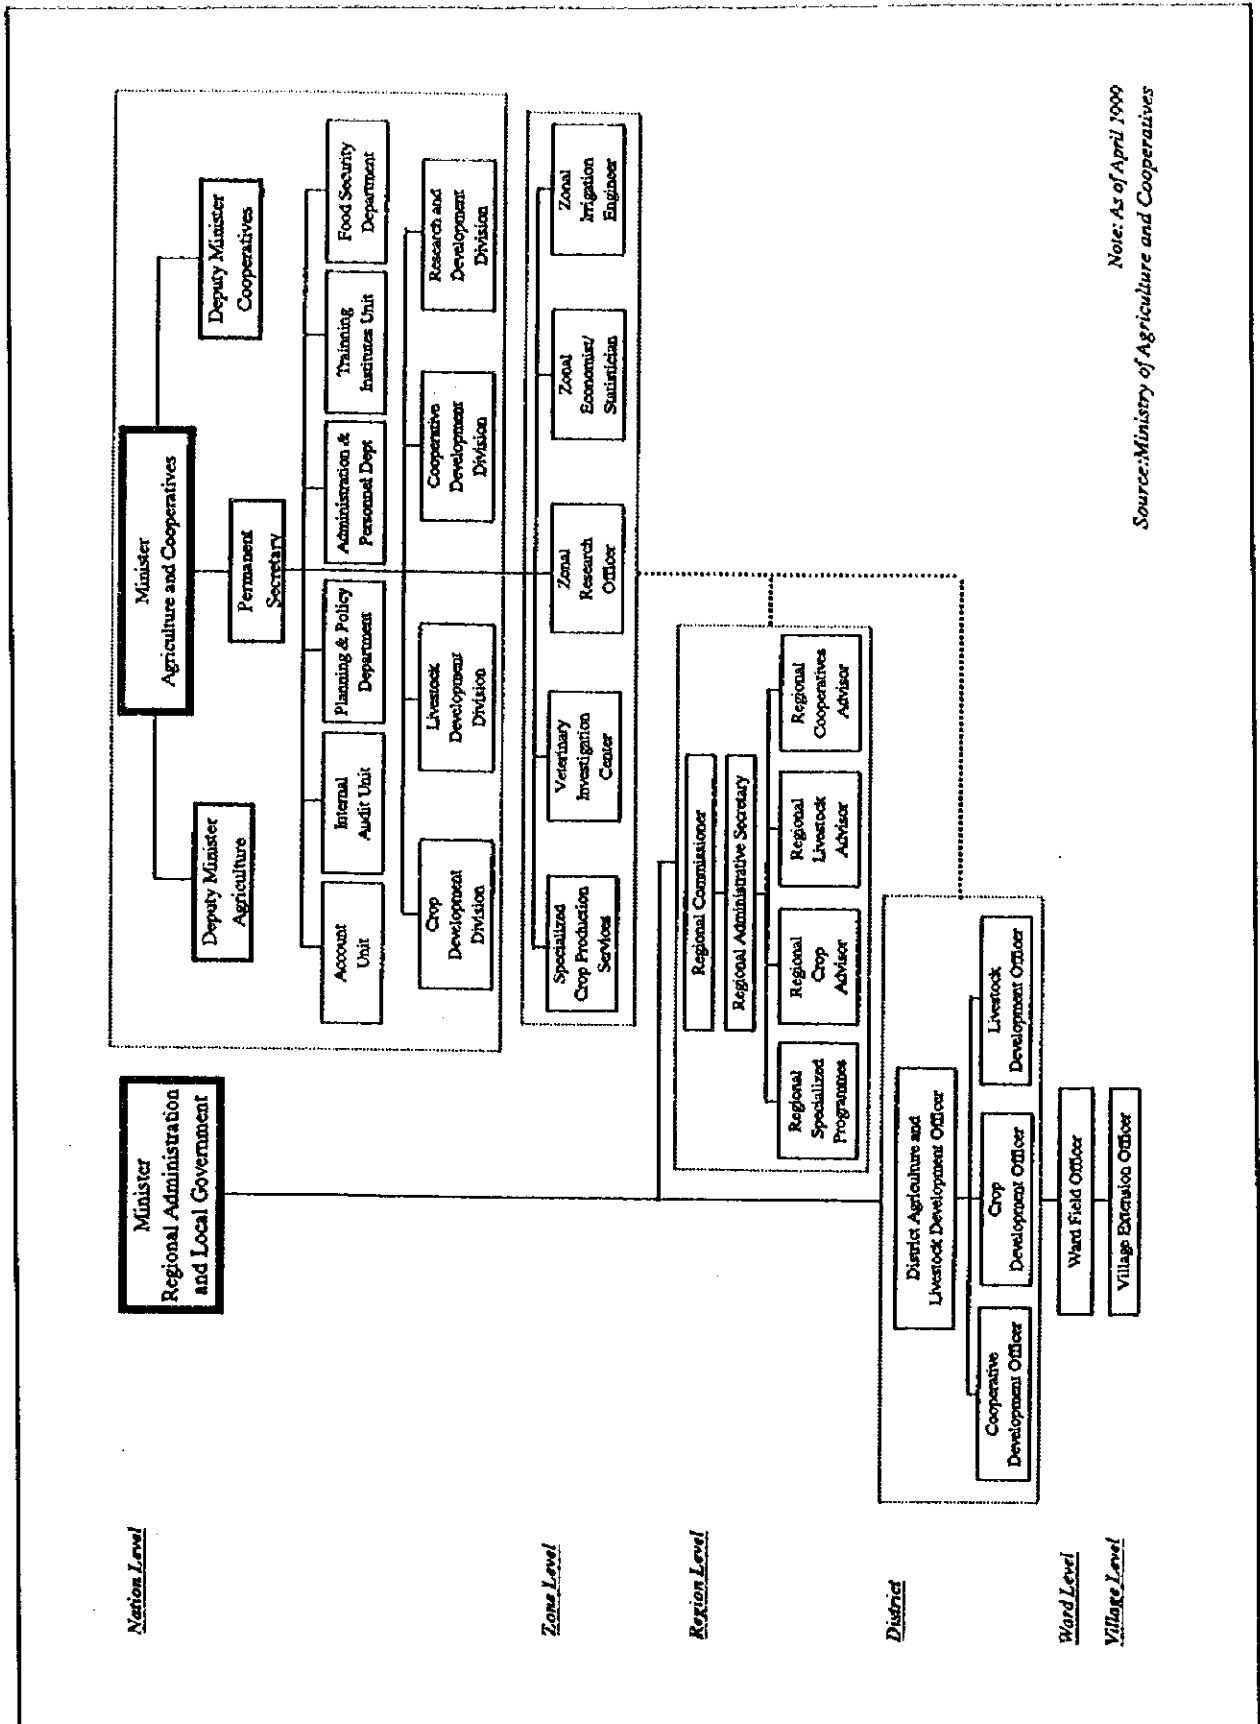 Nation Level
Minister
Regional Administration
and Local Government
Minister
Agriculture and Cooperatives
Deputy Minister
Agriculture
Permanent
Secretary
Deputy Minister
Cooperatives
Account
Unit
Internal
Audit Unit
Planning & Policy
Department
Administration &
Personnel Dept
Trainning
Institutes Unit
Food Security
Department
Crop
Development
Division
Livestock
Development
Division
Cooperative
Development
Division
Research and
Development
Division
Zone Level
Specialized
Crop Production
Services
Veterinary
Investigation
Center
Zonal
Research
Officer
Zonal
Economist/
Statistician
Zonal
Irrigation
Engineer
Region Level
Regional Commissioner
Regional Administrative Secretary
Regional
Specialized
Programmes
Regional
Crop
Advisor
Regional
Livestock
Advisor
Regional
Cooperatives
Advisor
District
District Agriculture and
Livestock Development Officer
Cooperative
Development Officer
Crop
Development Officer
Livestock
Development Officer
Ward Level
Ward Field Officer
Village Level
Village Extension Officer
Note: As of April 1999
Source:Ministry of Agriculture and Cooperatives